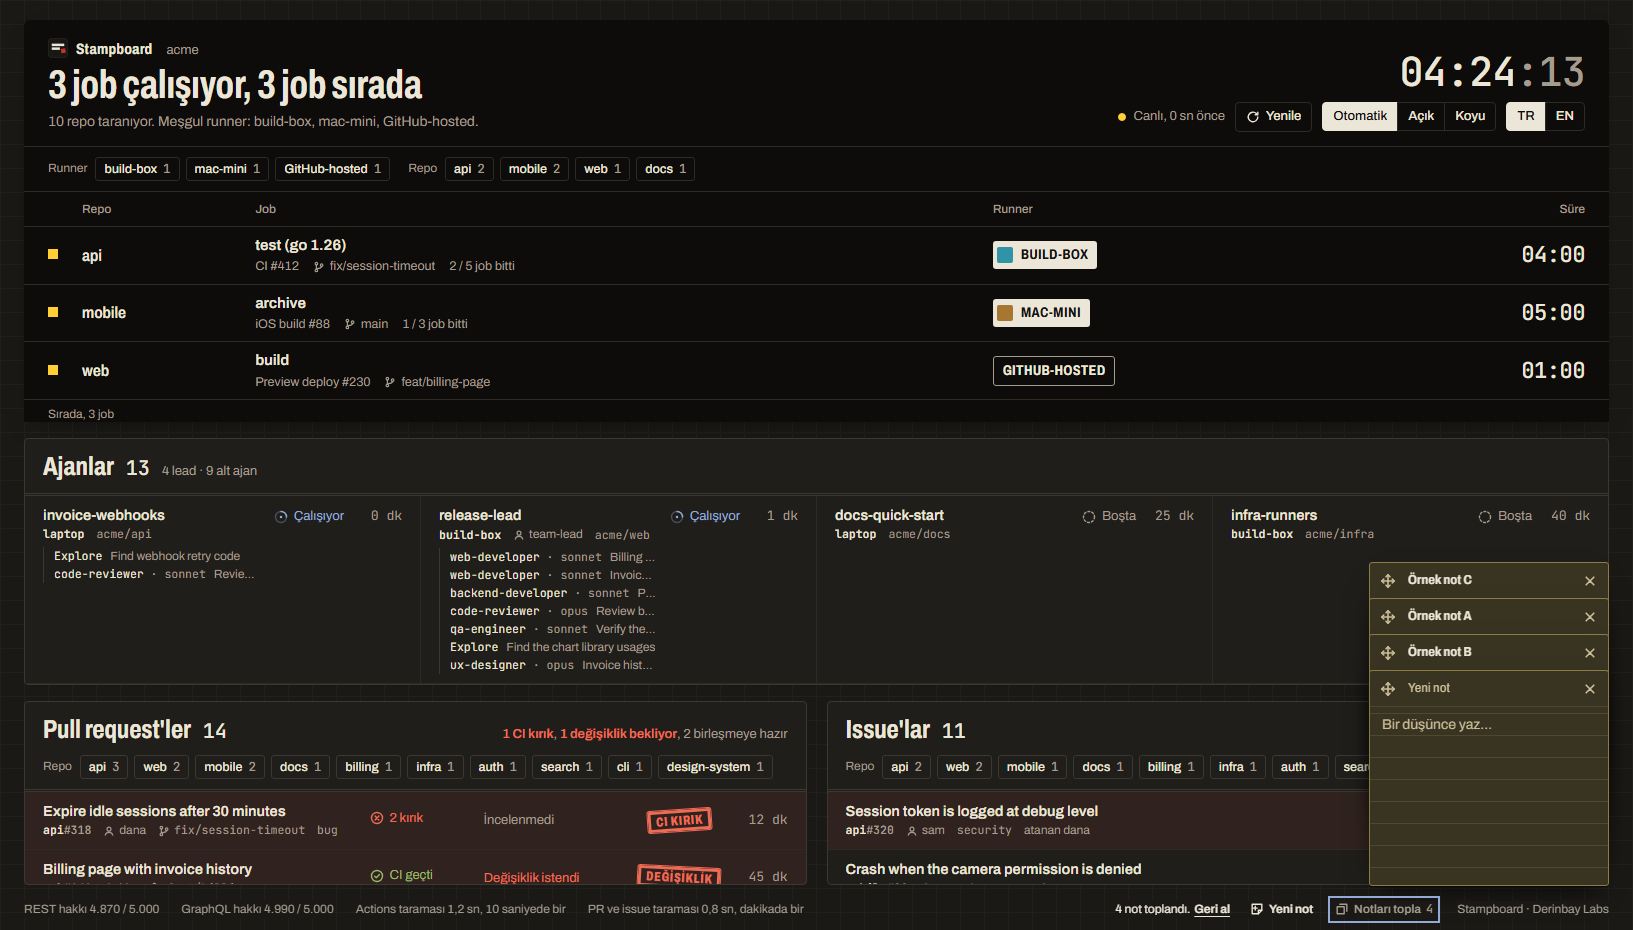 Stampboard acme
3 job çalışıyor, 3 job sırada
10 repo taranıyor. Meşgul runner: build-box, mac-mini, GitHub-hosted.
04:24:13
Canlı, 0 sn önce Yenile Otomatik Açık Koyu TR EN
Runner build-box 1 mac-mini 1 GitHub-hosted 1 Repo api 2 mobile 2 web 1 docs 1
Repo Job Runner Süre
api test (go 1.26) BUILD-BOX 04:00
CI #412 fix/session-timeout 2 / 5 job bitti
mobile archive MAC-MINI 05:00
iOS build #88 main 1 / 3 job bitti
web build GITHUB-HOSTED 01:00
Preview deploy #230 feat/billing-page
Sırada, 3 job
Ajanlar 13 4 lead · 9 alt ajan
invoice-webhooks Çalışıyor 0 dk
laptop acme/api
Explore Find webhook retry code
code-reviewer · sonnet Revie...
release-lead Çalışıyor 1 dk
build-box team-lead acme/web
web-developer · sonnet Billing ...
web-developer · sonnet Invoic...
backend-developer · sonnet P...
code-reviewer · opus Review b...
qa-engineer · sonnet Verify the...
Explore Find the chart library usages
ux-designer · opus Invoice hist...
docs-quick-start Boşta 25 dk
laptop acme/docs
infra-runners Boşta 40 dk
build-box acme/infra
Örnek not C
Örnek not A
Örnek not B
Yeni not
Bir düşünce yaz...
Pull request'ler 14 1 CI kırık, 1 değişiklik bekliyor, 2 birleşmeye hazır
Repo api 3 web 2 mobile 2 docs 1 billing 1 infra 1 auth 1 search 1 cli 1 design-system 1
Expire idle sessions after 30 minutes 2 kırık İncelenmedi CI KIRIK 12 dk
api#318 dana fix/session-timeout bug
Billing page with invoice history CI geçti Değişiklik istendi DEĞİŞİKLİK 45 dk
Issue'lar 11
Repo api 2 web 2 mobile 1 docs 1 billing 1 infra 1 auth 1 sear
Session token is logged at debug level
api#320 sam security atanan dana
Crash when the camera permission is denied
REST hakkı 4.870 / 5.000 GraphQL hakkı 4.990 / 5.000 Actions taraması 1,2 sn, 10 saniyede bir PR ve issue taraması 0,8 sn, dakikada bir
4 not toplandı. Geri al Yeni not Notları topla 4 Stampboard · Derinbay Labs